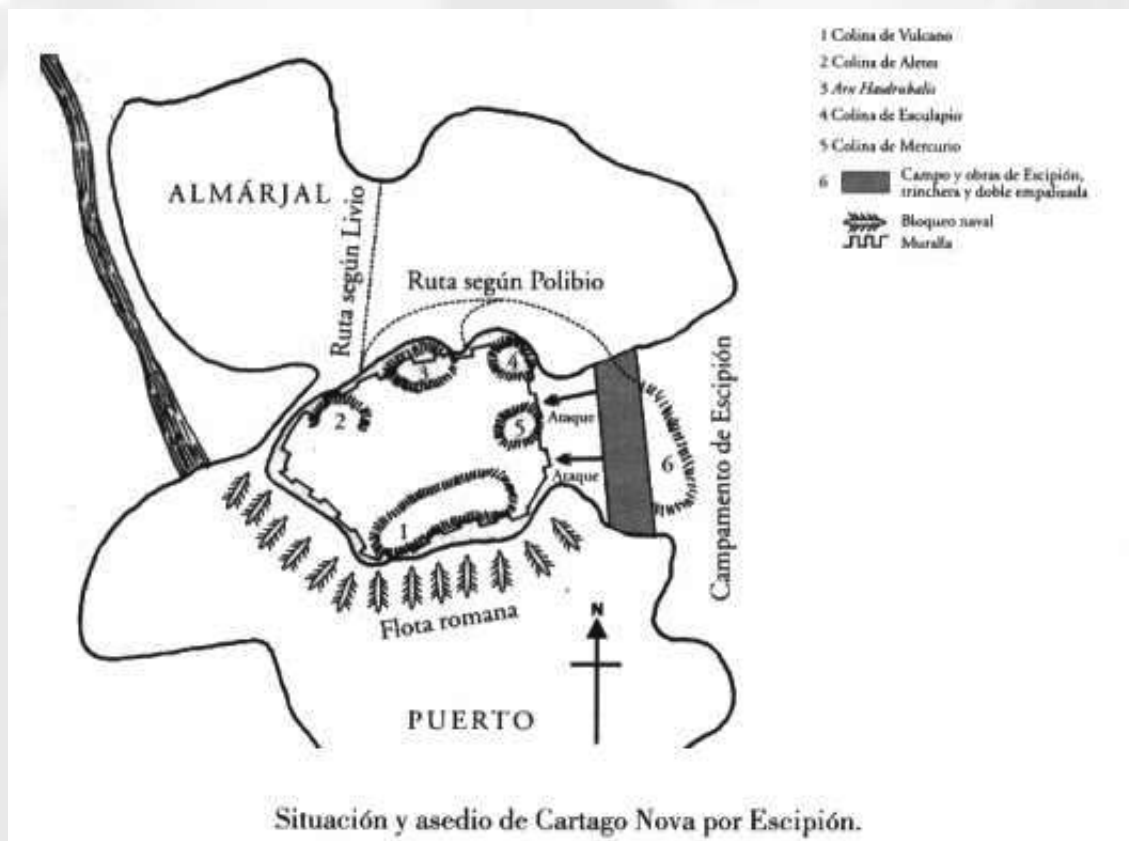 1 Colina de Vulcano
2 Colina de Aletes
3 Arx Hasdrubalis
4 Colina de Esculapio
5 Colina de Mercurio
6 Campo y obras de Escipión,
trinchera y doble empalizada
Bloqueo naval
Muralla
ALMÁRJAL
Ruta según Livio
Ruta según Polibio
3
4
2
5
Ataque
Ataque
6
1
Campamento de Escipión
Flota romana
N
PUERTO
Situación y asedio de Cartago Nova por Escipión.